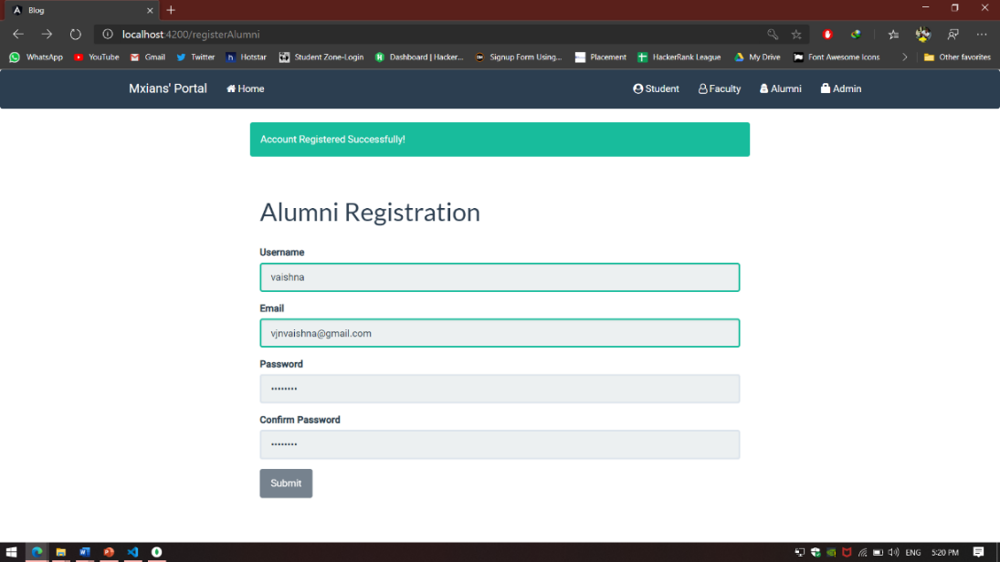 Blog
localhost:4200/registerAlumni
WhatsApp YouTube Gmail Twitter Hotstar Student Zone-Login Dashboard | Hacker... Signup Form Using... Placement HackerRank League My Drive Font Awesome Icons Other favorites
Mxians' Portal Home Student Faculty Alumni Admin
Account Registered Successfully!
Alumni Registration
Username
vaishna
Email
vjnvaishna@gmail.com
Password
••••••••
Confirm Password
••••••••
Submit
ENG 5:20 PM